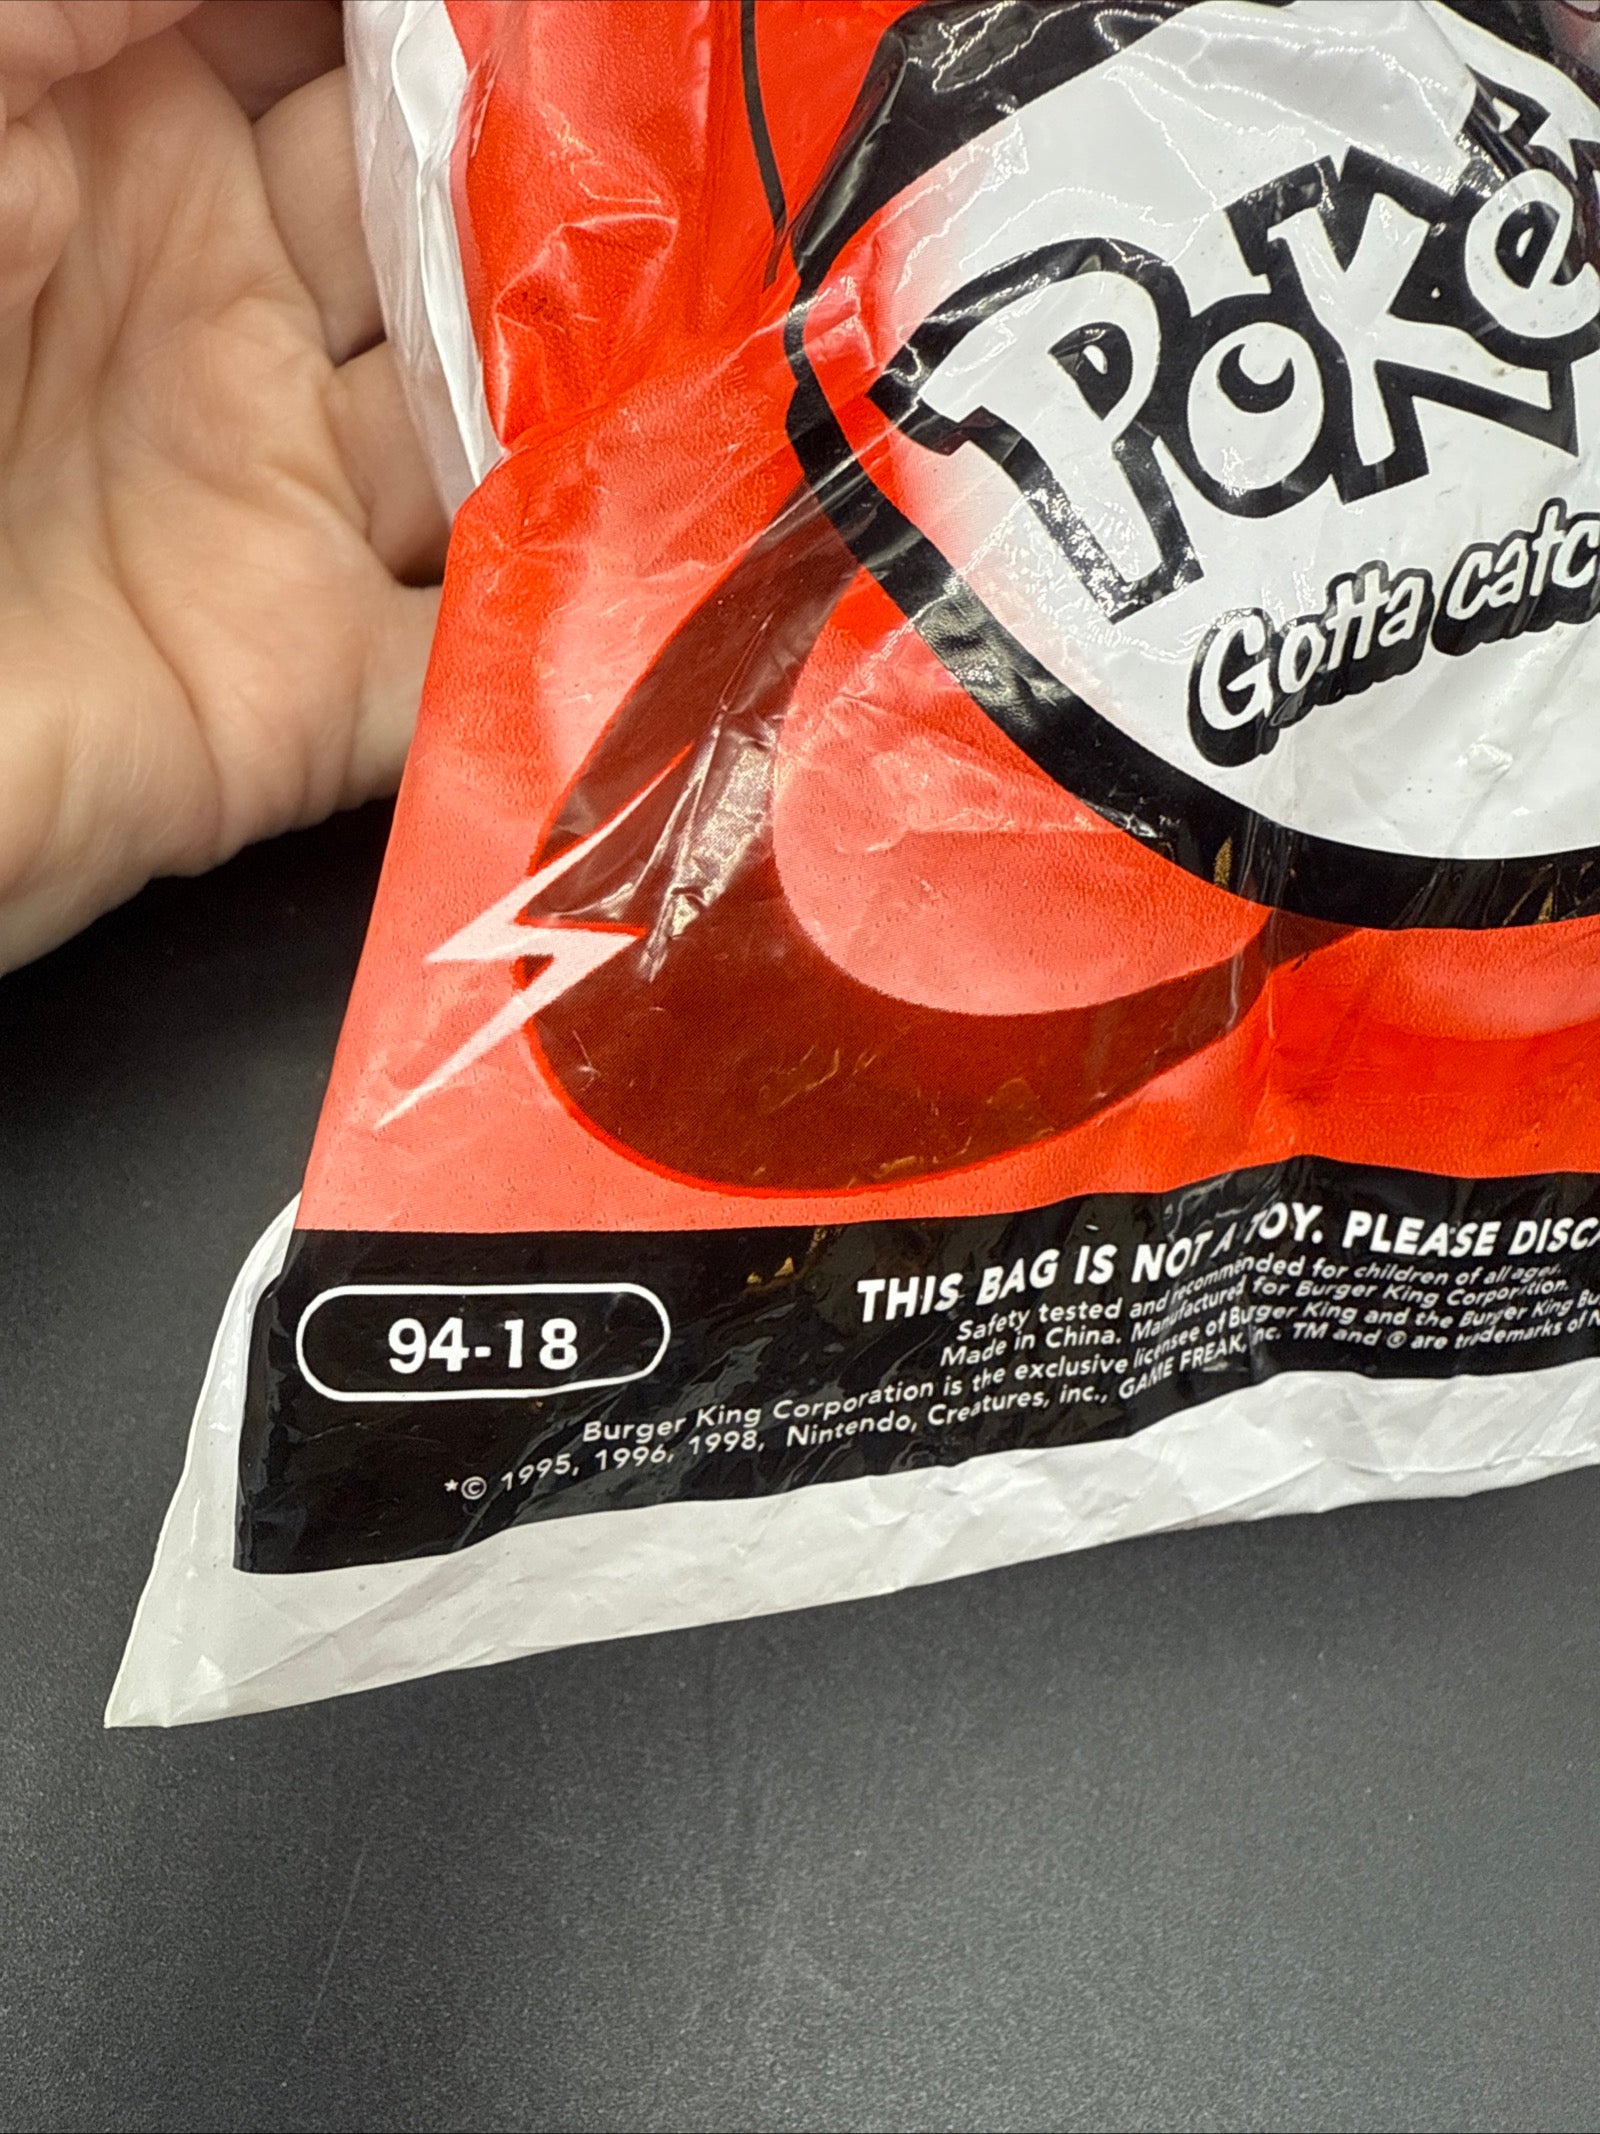 Poké
Gotta catc
THIS BAG IS NOT A TOY. PLEASE DISC
Safety tested and recommended for children of all ages.
Made in China. Manufactured for Burger King Corporation.
Burger King Corporation is the exclusive licensee of Burger King and the Burger King Bu
*© 1995, 1996, 1998, Nintendo, Creatures, inc., GAME FREAK, inc. TM and © are trademarks of N
94-18